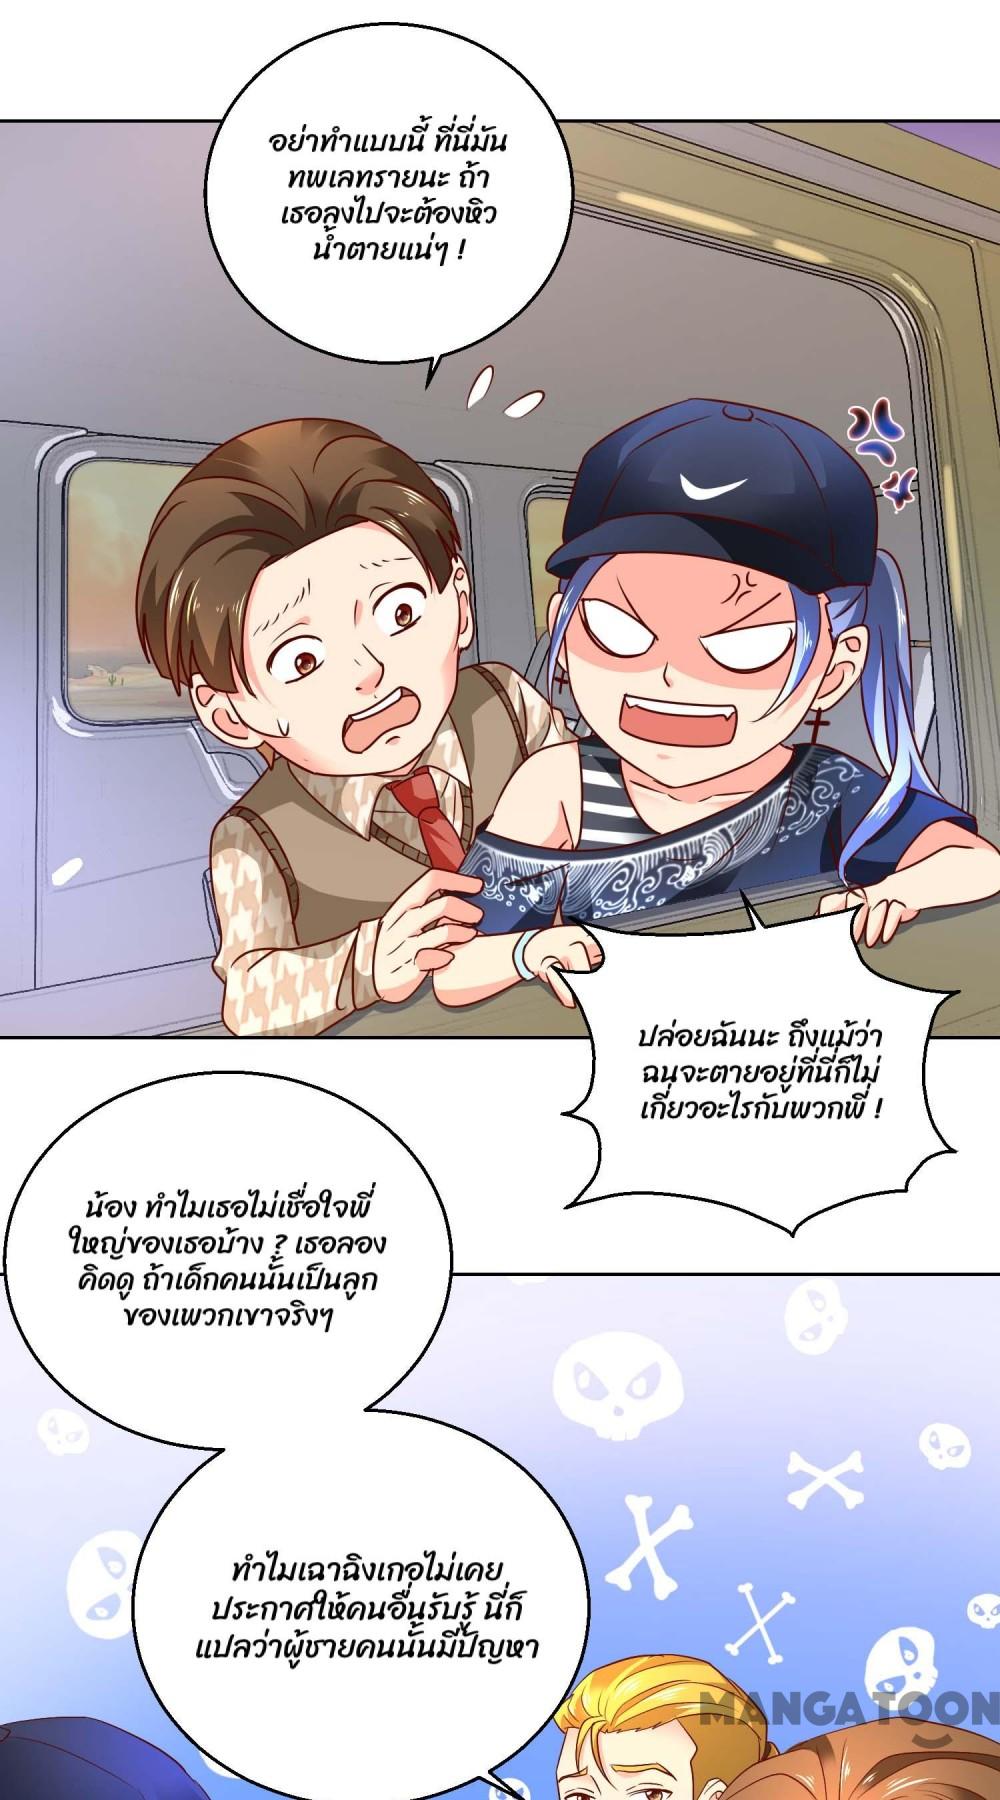 อย่าทำแบบนี้ ที่นี่มัน
ทพเลทรายนะ ถ้า
เธอลงไปจะต้องหิว
น้ำตายแน่ๆ !
ปล่อยฉันนะ ถึงแม้ว่า
ฉนจะตายอยู่ที่นี่ก็ไม่
เกี่ยวอะไรกับพวกพี่ !
น้อง ทำไมเธอไม่เชื่อใจพี่
ใหญ่ของเธอบ้าง ? เธอลอง
คิดดู ถ้าเด็กคนนั้นเป็นลูก
ของเพวกเขาจริงๆ
ทำไมเฉาฉิงเกอไม่เคย
ประกาศให้คนอื่นรับรู้ นี่ก็
แปลว่าผู้ชายคนนั้นมีปัญหา
MANGATOON